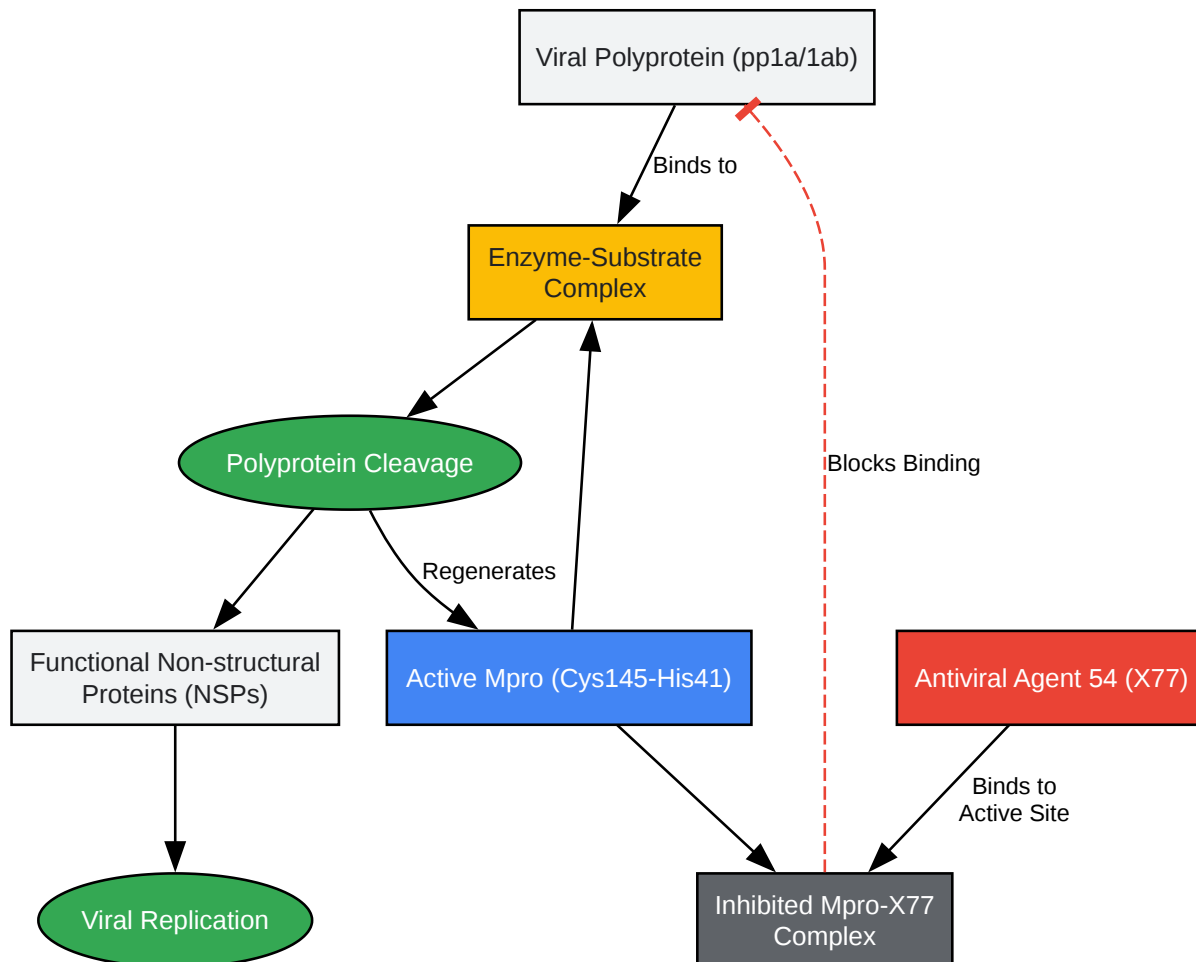 Viral Polyprotein (pp1a/1ab)
Binds to
Enzyme-Substrate
Complex
Polyprotein Cleavage
Blocks Binding
Regenerates
Functional Non-structural
Proteins (NSPs)
Active Mpro (Cys145-His41)
Antiviral Agent 54 (X77)
Binds to
Active Site
Viral Replication
Inhibited Mpro-X77
Complex